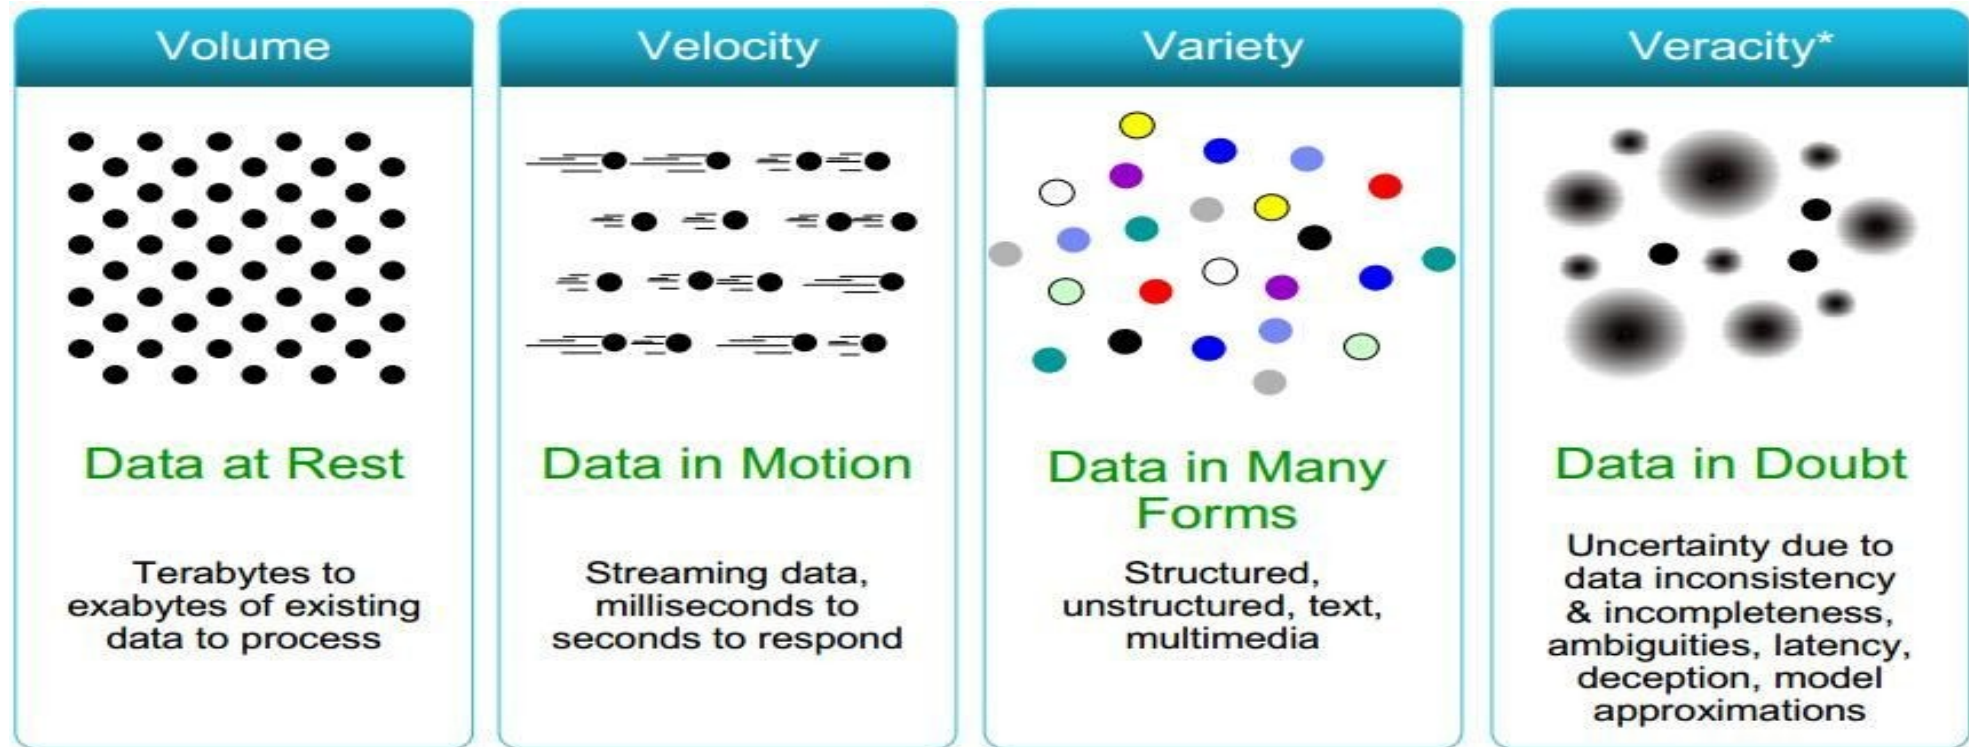 Volume
Data at Rest
Terabytes to
exabytes of existing
data to process
Velocity
Data in Motion
Streaming data,
milliseconds to
seconds to respond
Variety
Data in Many
Forms
Structured,
unstructured, text,
multimedia
Veracity*
Data in Doubt
Uncertainty due to
data inconsistency
& incompleteness,
ambiguities, latency,
deception, model
approximations